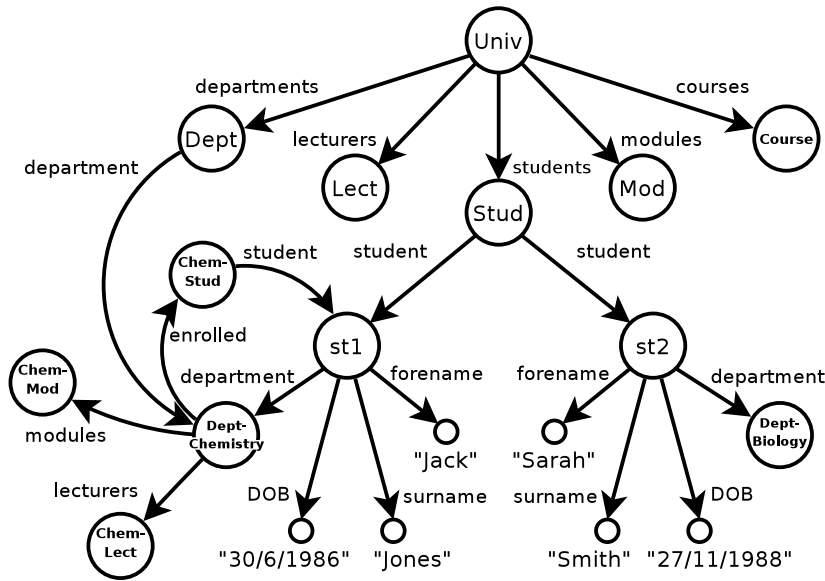 Univ
departments
courses
Dept
lecturers
modules
Course
department
students
Lect
Mod
Stud
student
student
student
Chem-
Stud
enrolled
st1
st2
department
forename
forename
department
Chem-
Mod
modules
Dept-
Chemistry
Dept-
Biology
"Jack"
"Sarah"
lecturers
DOB
surname
surname
DOB
Chem-
Lect
"30/6/1986"
"Jones"
"Smith"
"27/11/1988"